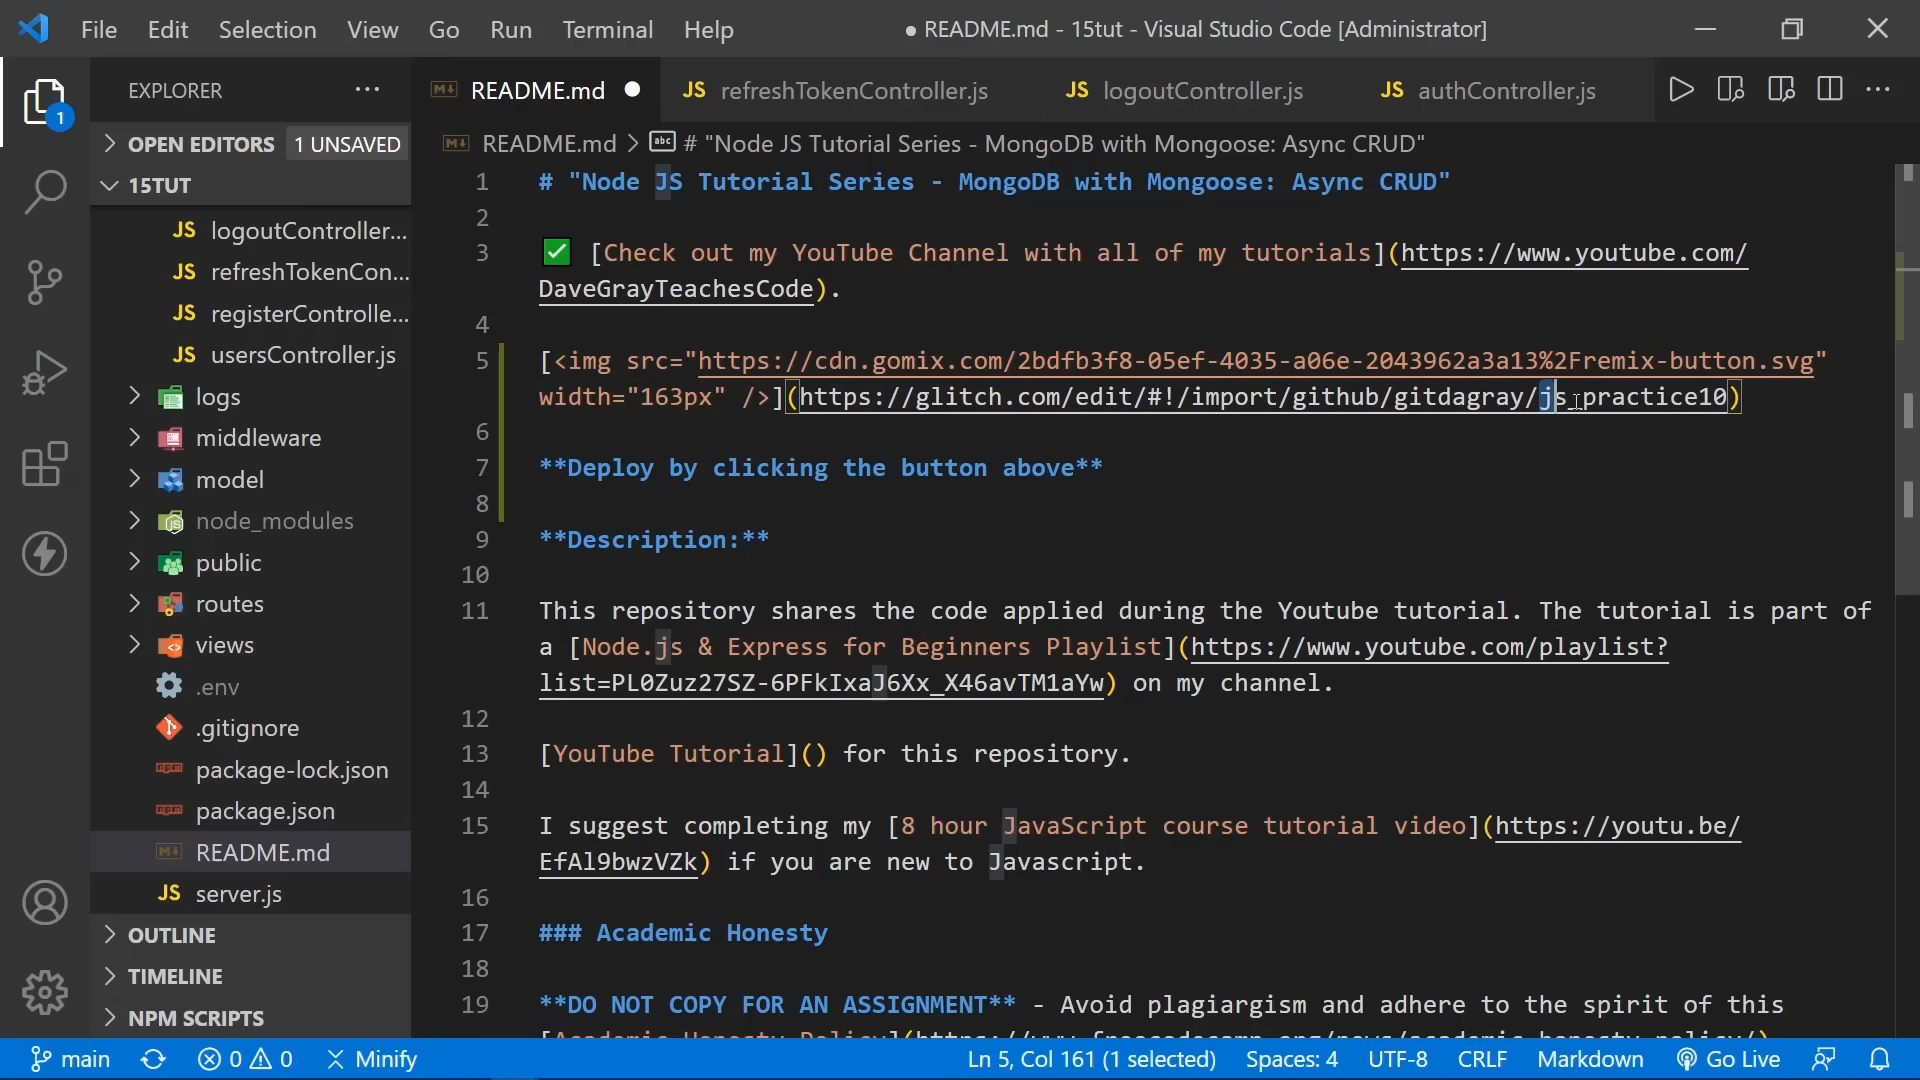 File Edit Selection View Go Run Terminal Help ● README.md - 15tut - Visual Studio Code [Administrator]
EXPLORER ···
README.md ●
JS refreshTokenController.js
JS logoutController.js
JS authController.js
1
OPEN EDITORS 1 UNSAVED
README.md > # "Node JS Tutorial Series - MongoDB with Mongoose: Async CRUD"
15TUT
JS logoutController...
JS refreshTokenCon...
JS registerControlle...
JS usersController.js
logs
middleware
model
node_modules
public
routes
views
.env
.gitignore
package-lock.json
package.json
README.md
JS server.js
OUTLINE
TIMELINE
NPM SCRIPTS
1 # "Node JS Tutorial Series - MongoDB with Mongoose: Async CRUD"
2
3 ✅ [Check out my YouTube Channel with all of my tutorials](https://www.youtube.com/
DaveGrayTeachesCode).
4
5 [<img src="https://cdn.gomix.com/2bdfb3f8-05ef-4035-a06e-2043962a3a13%2Fremix-button.svg"
width="163px" />](https://glitch.com/edit/#!/import/github/gitdagray/js_practice10)
6
7 **Deploy by clicking the button above**
8
9 **Description:**
10
11 This repository shares the code applied during the Youtube tutorial. The tutorial is part of
a [Node.js & Express for Beginners Playlist](https://www.youtube.com/playlist?
list=PL0Zuz27SZ-6PFkIxaJ6Xx_X46avTM1aYw) on my channel.
12
13 [YouTube Tutorial]() for this repository.
14
15 I suggest completing my [8 hour JavaScript course tutorial video](https://youtu.be/
EfAl9bwzVZk) if you are new to Javascript.
16
17 ### Academic Honesty
18
19 **DO NOT COPY FOR AN ASSIGNMENT** - Avoid plagiargism and adhere to the spirit of this
[Academic Honesty Policy](https://www.freecodecamp.org/news/academic-honesty-policy/).
main 0 0 Minify Ln 5, Col 161 (1 selected) Spaces: 4 UTF-8 CRLF Markdown Go Live